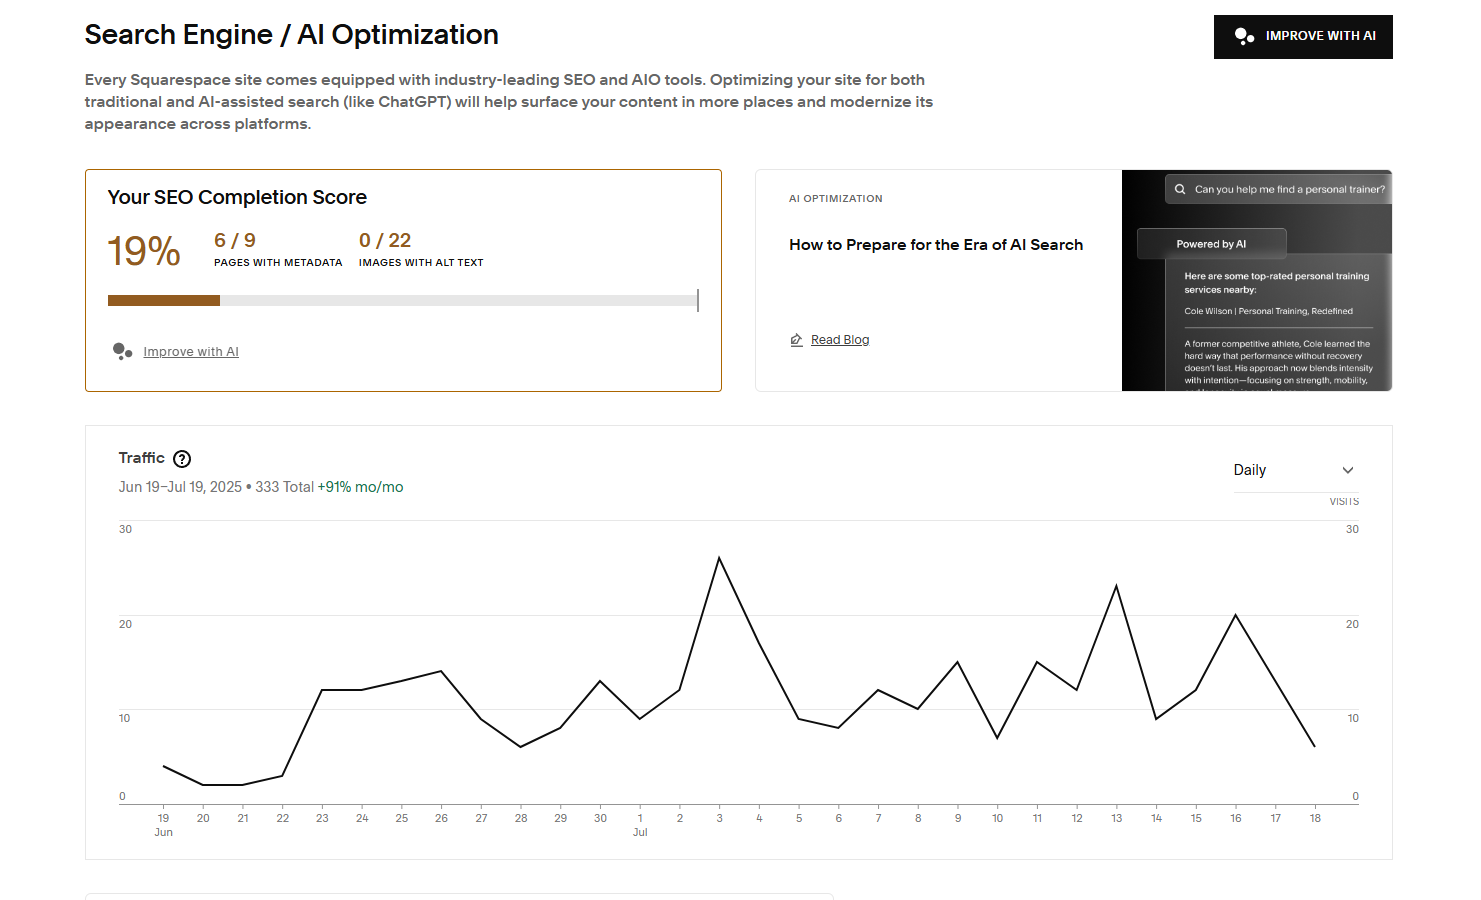 Search Engine / AI Optimization
IMPROVE WITH AI
Every Squarespace site comes equipped with industry-leading SEO and AIO tools. Optimizing your site for both
traditional and AI-assisted search (like ChatGPT) will help surface your content in more places and modernize its
appearance across platforms.
Your SEO Completion Score
19%
6 / 9
PAGES WITH METADATA
0 / 22
IMAGES WITH ALT TEXT
Improve with AI
AI OPTIMIZATION
How to Prepare for the Era of AI Search
Read Blog
Can you help me find a personal trainer?
Powered by AI
Here are some top-rated personal training
services nearby:
Cole Wilson | Personal Training, Redefined
A former competitive athlete, Cole learned the
hard way that performance without recovery
doesn't last. His approach now blends intensity
with intention—focusing on strength, mobility,
Traffic ?
Jun 19–Jul 19, 2025 • 333 Total +91% mo/mo
Daily
VISITS
30 30
20 20
10 10
0 0
19 20 21 22 23 24 25 26 27 28 29 30 1 2 3 4 5 6 7 8 9 10 11 12 13 14 15 16 17 18
Jun Jul